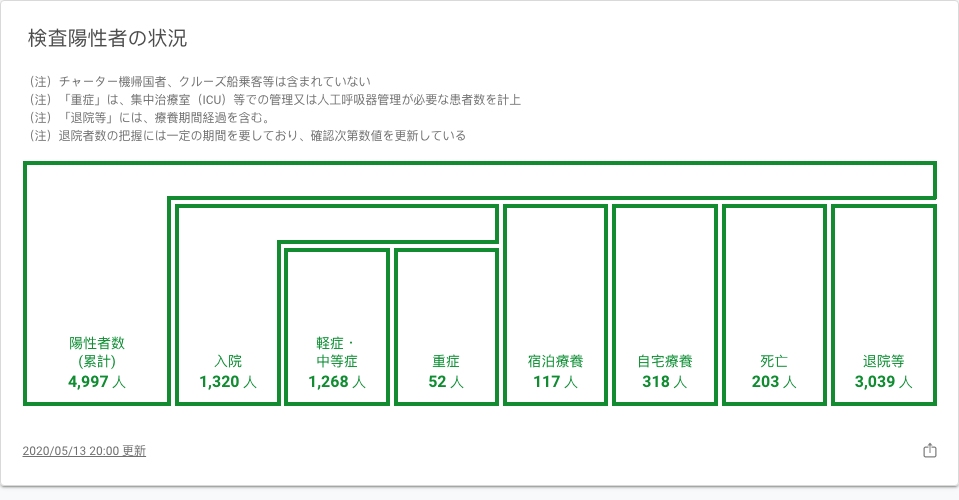 検査陽性者の状況
（注）チャーター機帰国者、クルーズ船乗客等は含まれていない
（注）「重症」は、集中治療室（ICU）等での管理又は人工呼吸器管理が必要な患者数を計上
（注）「退院等」には、療養期間経過を含む。
（注）退院者数の把握には一定の期間を要しており、確認次第数値を更新している
陽性者数
(累計)
4,997 人
入院
1,320 人
軽症・
中等症
1,268 人
重症
52 人
宿泊療養
117 人
自宅療養
318 人
死亡
203 人
退院等
3,039 人
2020/05/13 20:00 更新